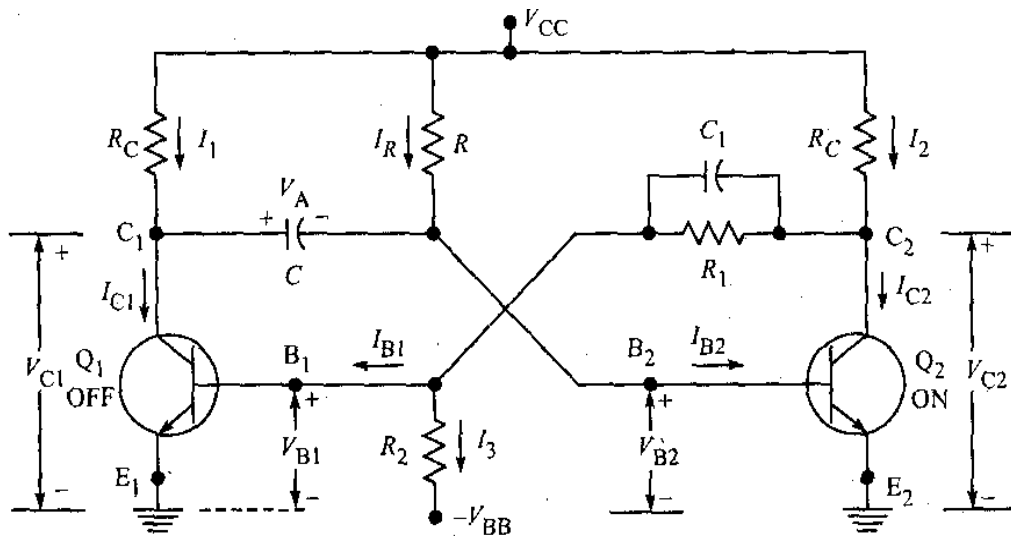 V_CC
R_C
I_1
I_R
R
C_1
R_C
I_2
V_A
+
−
C_1
C
R_1
C_2
+
+
I_C1
I_C2
Q_1
OFF
B_1
I_B1
B_2
I_B2
Q_2
ON
V_C1
V_C2
+
+
V_B1
R_2
I_3
V_B2
−
E_1
−
−
E_2
−
−V_BB